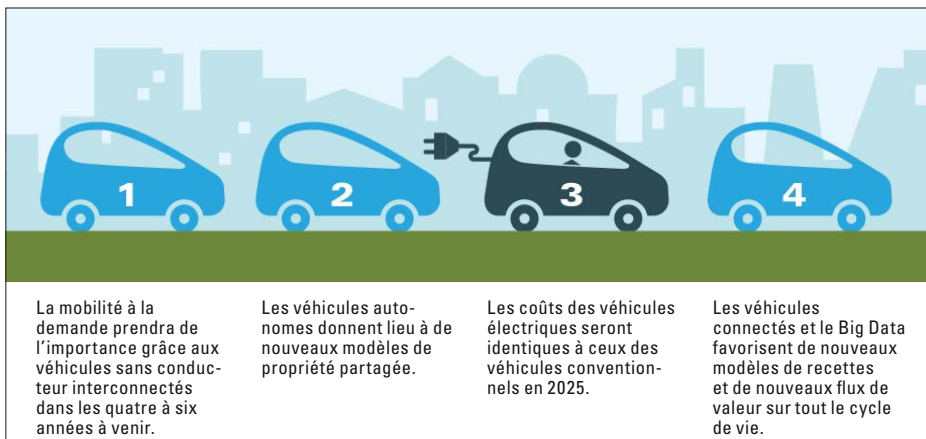 1
2
3
4
La mobilité à la
demande prendra de
l'importance grâce aux
véhicules sans conduc-
teur interconnectés
dans les quatre à six
années à venir.
Les véhicules auto-
nomes donnent lieu à de
nouveaux modèles de
propriété partagée.
Les coûts des véhicules
électriques seront
identiques à ceux des
véhicules convention-
nels en 2025.
Les véhicules
connectés et le Big Data
favorisent de nouveaux
modèles de recettes
et de nouveaux flux de
valeur sur tout le cycle
de vie.